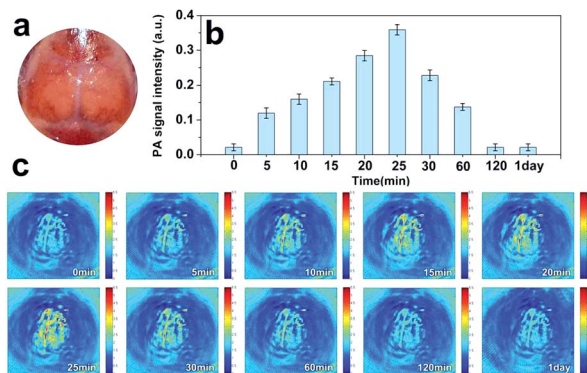 a
b
PA signal intensity (a.u.)
0.4
0.3
0.2
0.1
0.0
0 5 10 15 20 25 30 60 120 1day
Time(min)
c
0min 5min 10min 15min 20min
25min 30min 60min 120min 1day